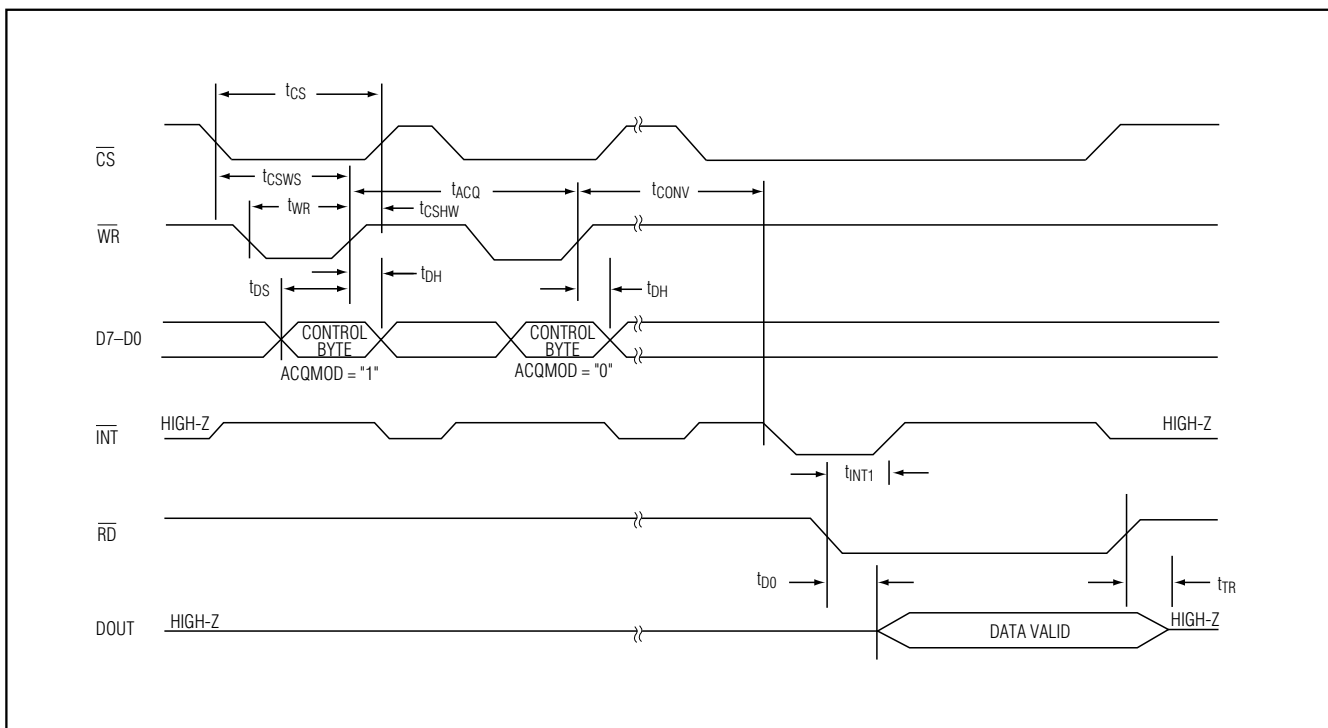 tCS
CS
tCSWS
tACQ
tCONV
tWR
tCSHW
WR
tDS
tDH
tDH
D7–D0
CONTROL
BYTE
CONTROL
BYTE
ACQMOD = "1"
ACQMOD = "0"
HIGH-Z
HIGH-Z
INT
tINT1
RD
tD0
tTR
DOUT
HIGH-Z
DATA VALID
HIGH-Z